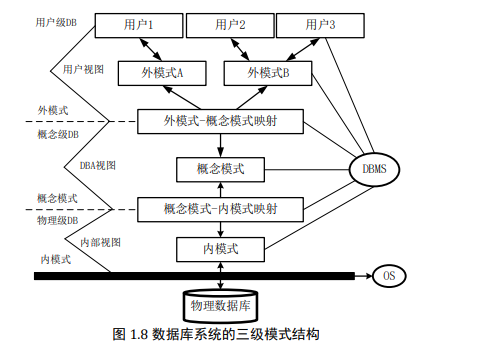 用户级DB
用户1
用户2
用户3
用户视图
外模式A
外模式B
外模式
外模式-概念模式映射
概念级DB
DBA视图
概念模式
DBMS
概念模式
概念模式-内模式映射
物理级DB
内部视图
内模式
内模式
OS
物理数据库
图 1.8 数据库系统的三级模式结构